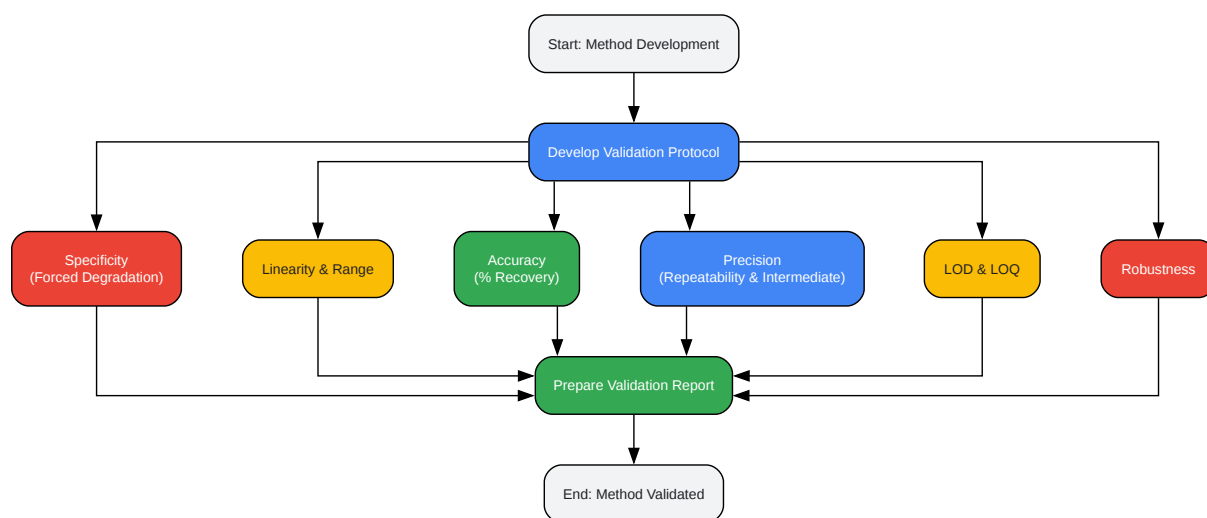 Start: Method Development
Develop Validation Protocol
Specificity
(Forced Degradation)
Linearity & Range
Accuracy
(% Recovery)
Precision
(Repeatability & Intermediate)
LOD & LOQ
Robustness
Prepare Validation Report
End: Method Validated